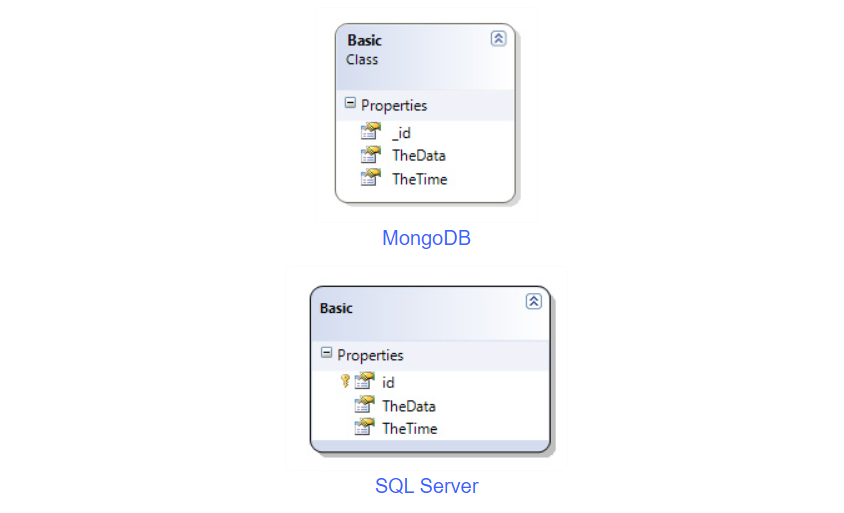 Basic
Class
Properties
_id
TheData
TheTime
MongoDB
Basic
Properties
id
TheData
TheTime
SQL Server